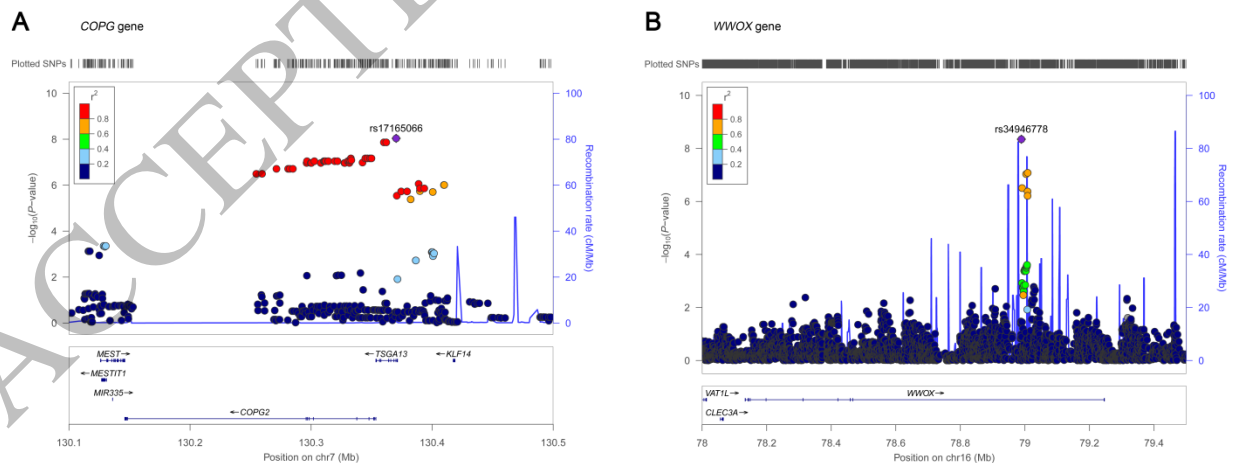 A
COPG gene
Plotted SNPs
10
8
6
4
2
0
−log10(P−value)
r2
0.8
0.6
0.4
0.2
rs17165066
100
80
60
40
20
0
Recombination rate (cM/Mb)
MEST→
←MESTIT1
MIR335→
←COPG2
←TSGA13
←KLF14
130.1
130.2
130.3
130.4
130.5
Position on chr7 (Mb)
B
WWOX gene
Plotted SNPs
10
8
6
4
2
0
−log10(P−value)
r2
0.8
0.6
0.4
0.2
rs34946778
100
80
60
40
20
0
Recombination rate (cM/Mb)
VAT1L→
CLEC3A→
WWOX→
78
78.2
78.4
78.6
78.8
79
79.2
79.4
Position on chr16 (Mb)
ACCEPTE